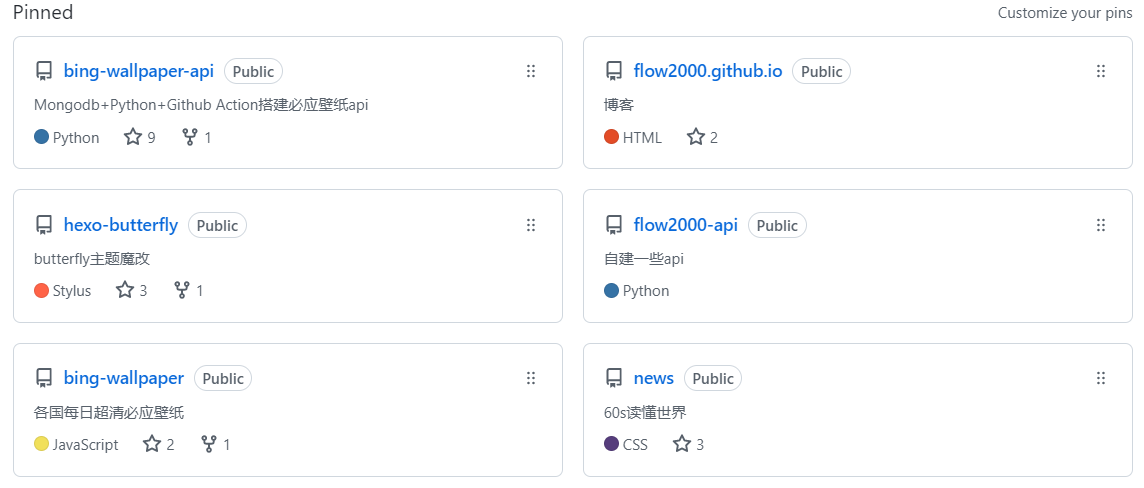 Pinned
Customize your pins
bing-wallpaper-api Public
Mongodb+Python+Github Action搭建必应壁纸api
Python 9 1
flow2000.github.io Public
博客
HTML 2
hexo-butterfly Public
butterfly主题魔改
Stylus 3 1
flow2000-api Public
自建一些api
Python
bing-wallpaper Public
各国每日超清必应壁纸
JavaScript 2 1
news Public
60s读懂世界
CSS 3